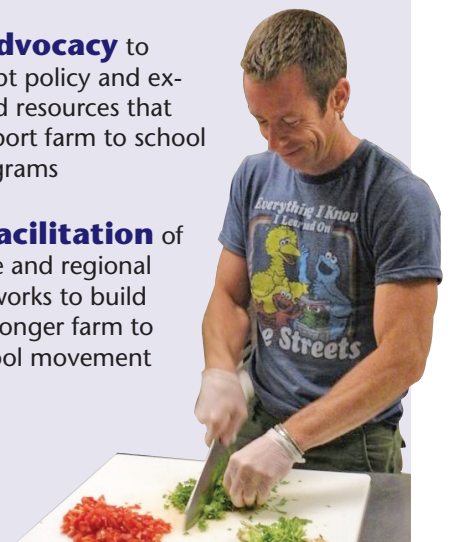 dvocacy to
pt policy and ex-
d resources that
port farm to school
grams
acilitation of
e and regional
works to build
onger farm to
ool movement
Everything I Know
I Learned On
e Streets